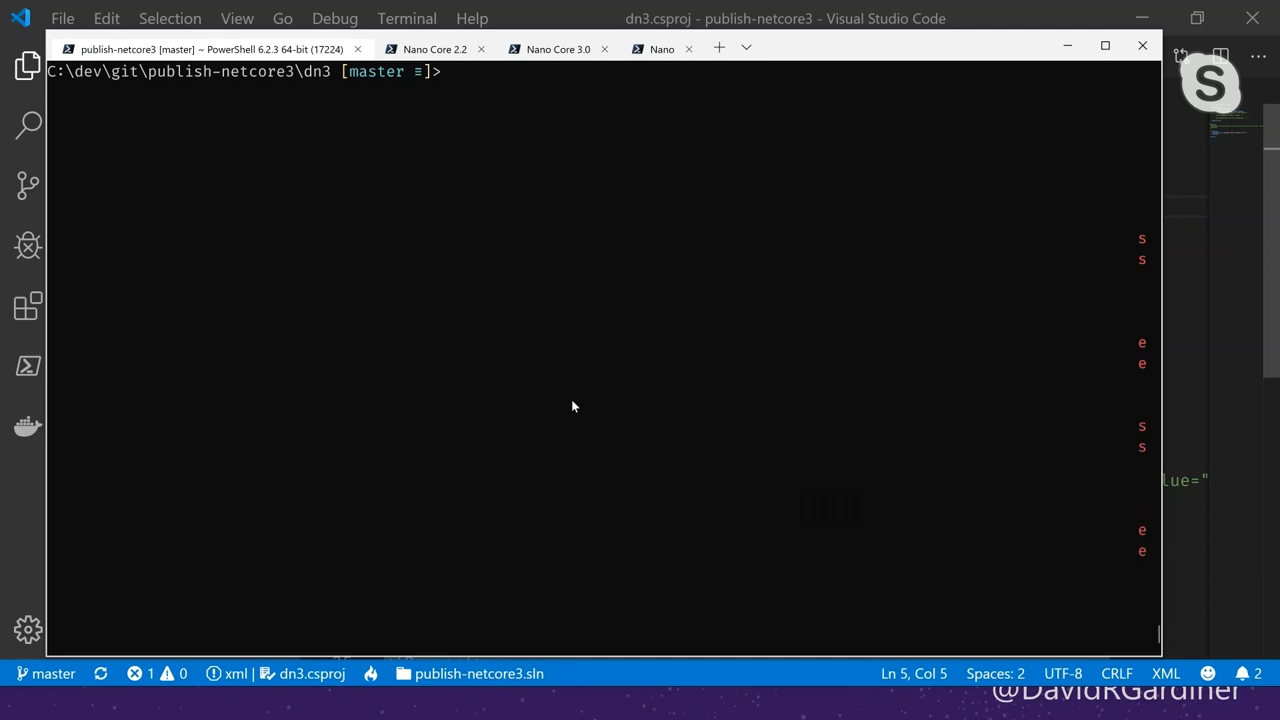 File Edit Selection View Go Debug Terminal Help dn3.csproj - publish-netcore3 - Visual Studio Code
publish-netcore3 [master] ~ PowerShell 6.2.3 64-bit (17224) Nano Core 2.2 Nano Core 3.0 Nano
C:\dev\git\publish-netcore3\dn3 [master ≡]>
S
s
s
e
e
s
s
lue="
e
e
master 1 0 xml | dn3.csproj publish-netcore3.sln Ln 5, Col 5 Spaces: 2 UTF-8 CRLF XML 2
@DavidRGardiner